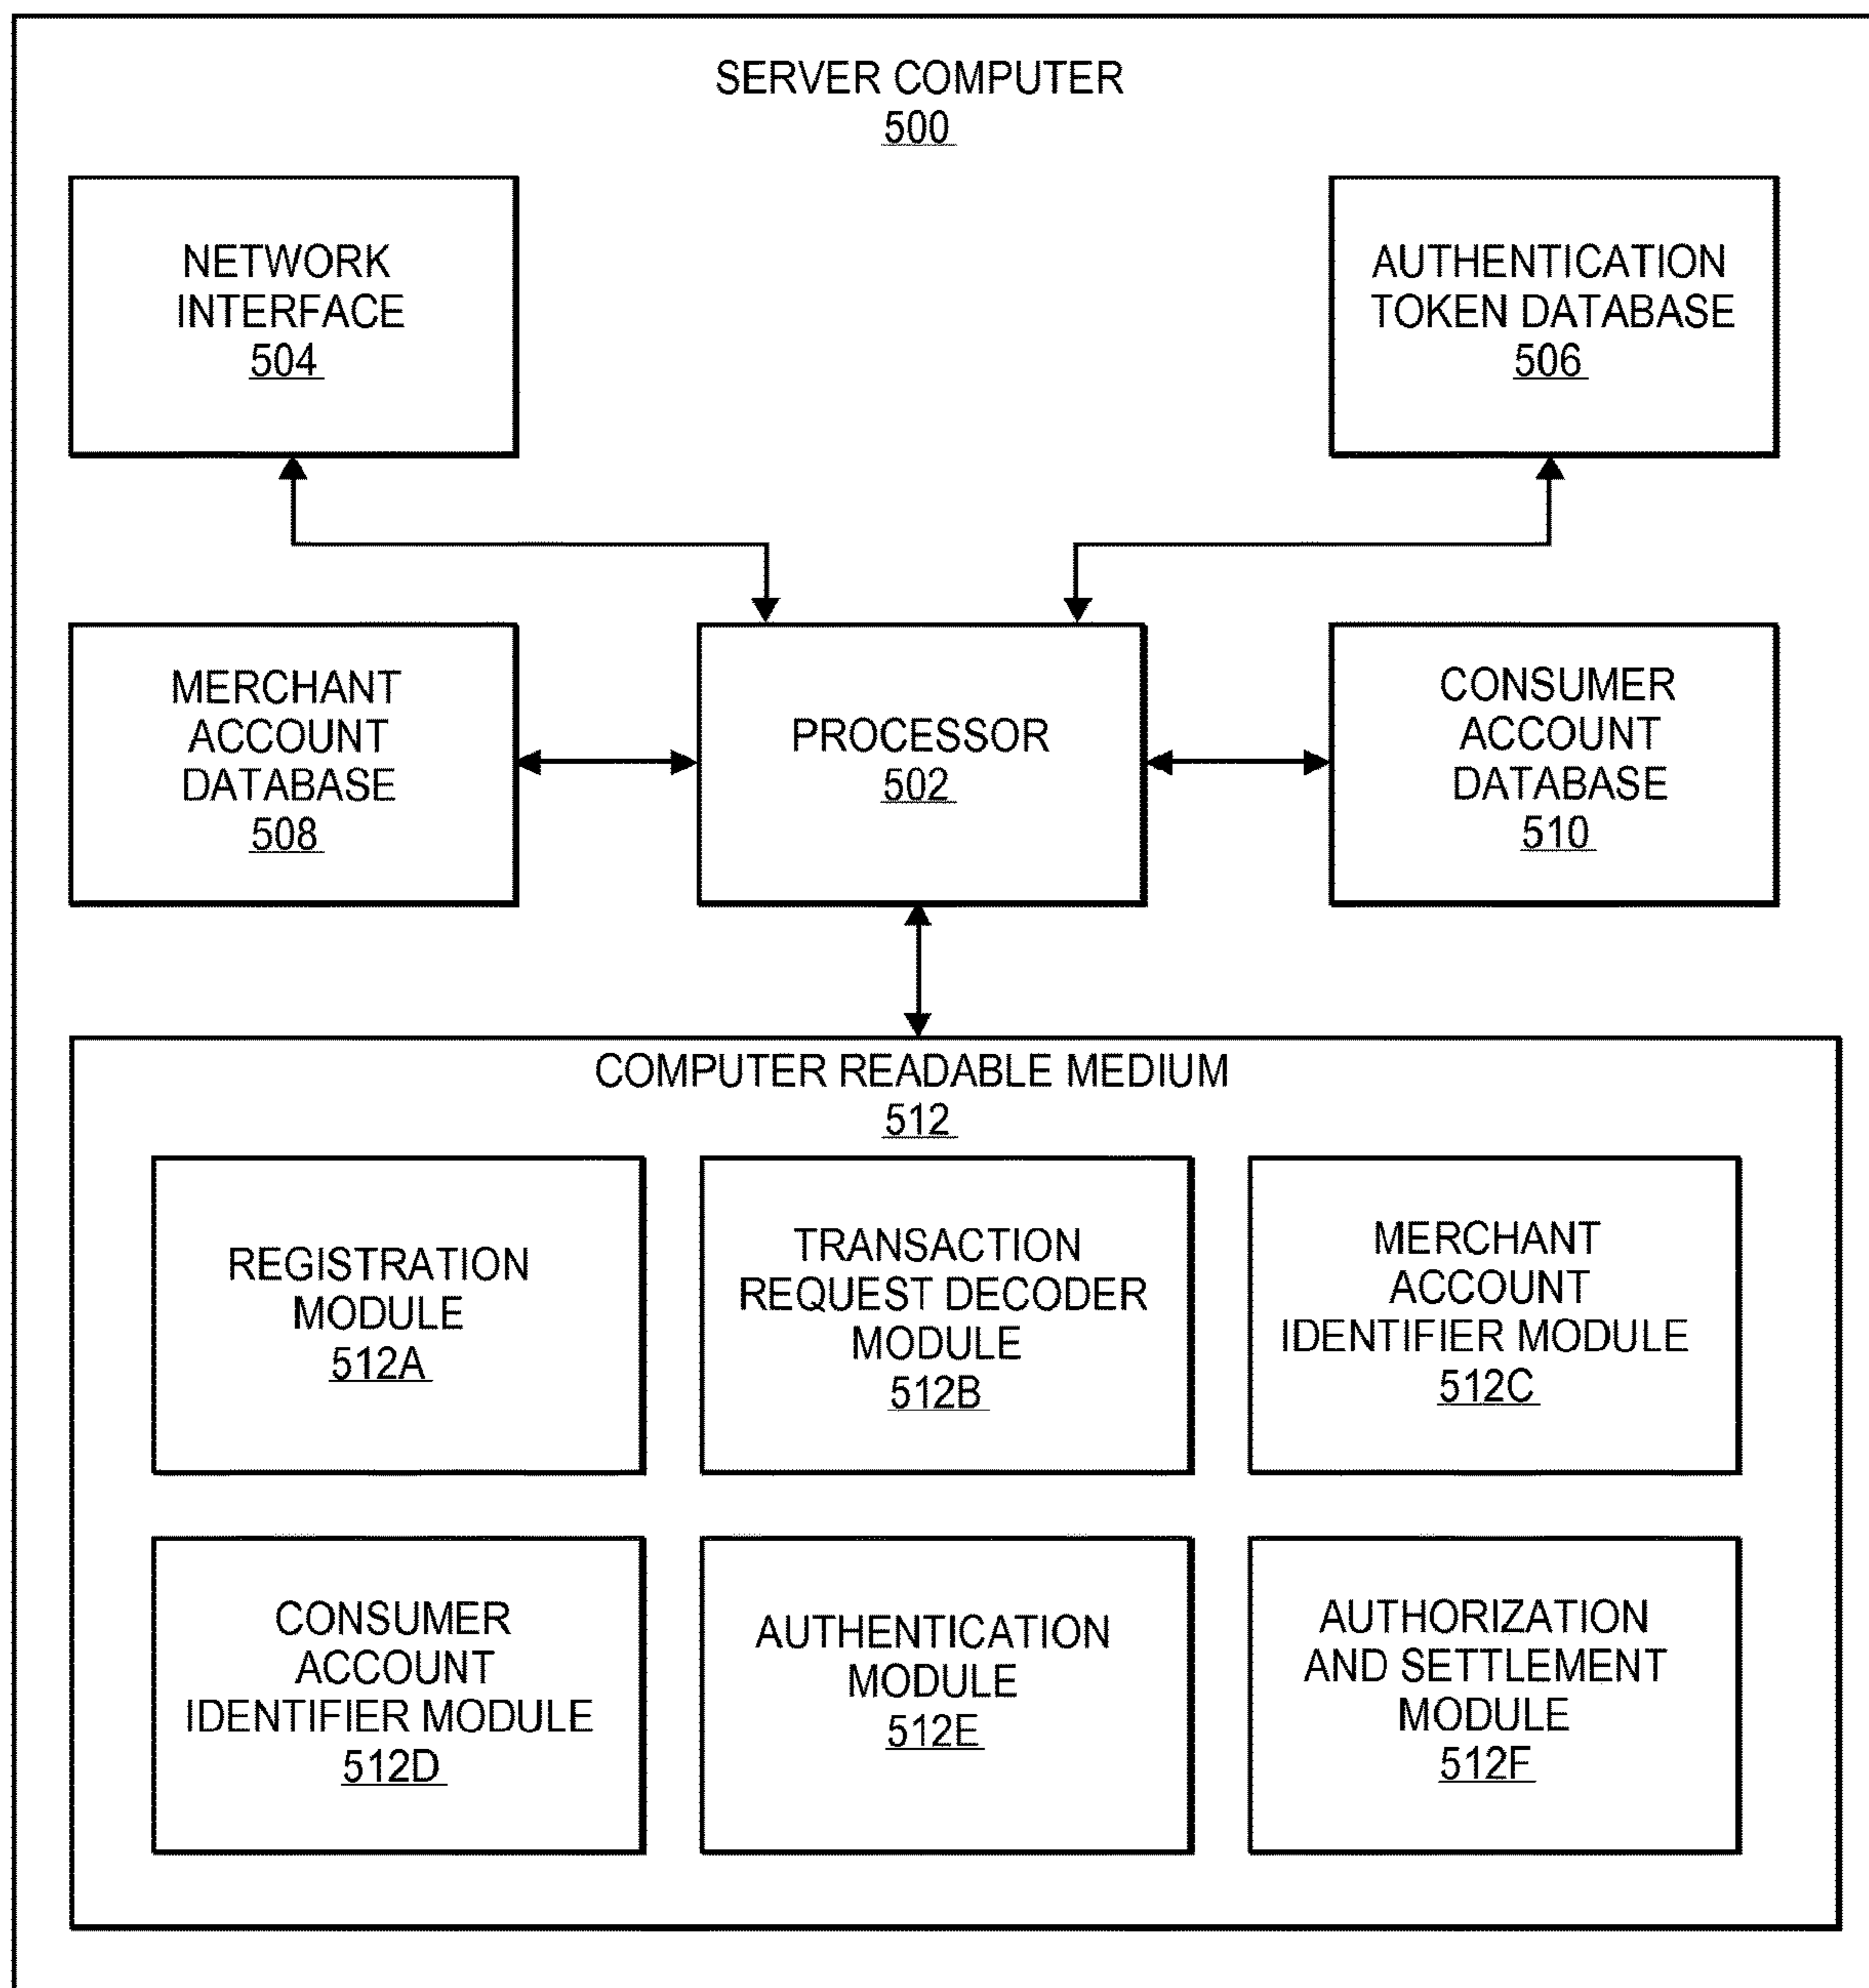 SERVER COMPUTER
500
NETWORK
INTERFACE
504
AUTHENTICATION
TOKEN DATABASE
506
MERCHANT
ACCOUNT
DATABASE
508
PROCESSOR
502
CONSUMER
ACCOUNT
DATABASE
510
COMPUTER READABLE MEDIUM
512
REGISTRATION
MODULE
512A
TRANSACTION
REQUEST DECODER
MODULE
512B
MERCHANT
ACCOUNT
IDENTIFIER MODULE
512C
CONSUMER
ACCOUNT
IDENTIFIER MODULE
512D
AUTHENTICATION
MODULE
512E
AUTHORIZATION
AND SETTLEMENT
MODULE
512F